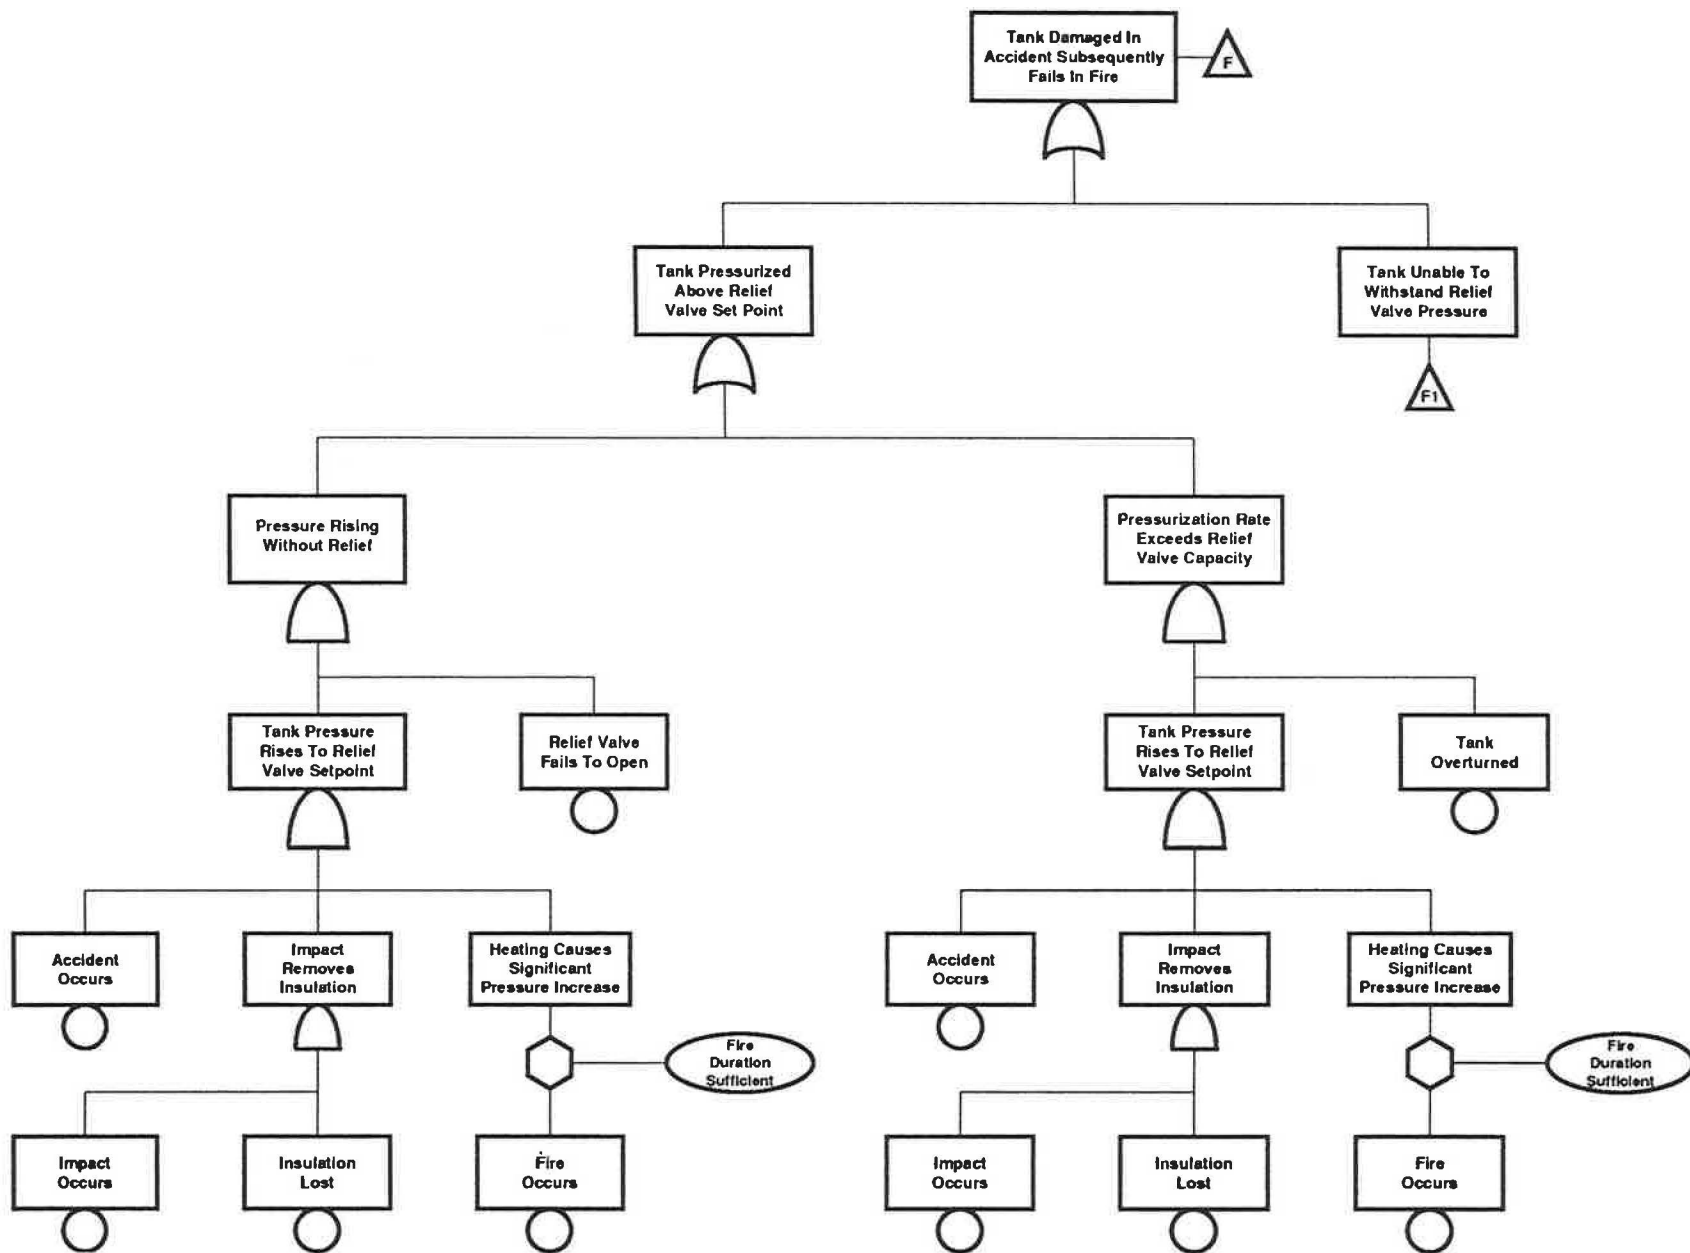 Tank Damaged In
Accident Subsequently
Fails In Fire
F
Tank Pressurized
Above Relief
Valve Set Point
Tank Unable To
Withstand Relief
Valve Pressure
F1
Pressure Rising
Without Relief
Pressurization Rate
Exceeds Relief
Valve Capacity
Tank Pressure
Rises To Relief
Valve Setpoint
Relief Valve
Fails To Open
Tank Pressure
Rises To Relief
Valve Setpoint
Tank
Overturned
Accident
Occurs
Impact
Removes
Insulation
Heating Causes
Significant
Pressure Increase
Accident
Occurs
Impact
Removes
Insulation
Heating Causes
Significant
Pressure Increase
Fire
Duration
Sufficient
Fire
Duration
Sufficient
Impact
Occurs
Insulation
Lost
Fire
Occurs
Impact
Occurs
Insulation
Lost
Fire
Occurs